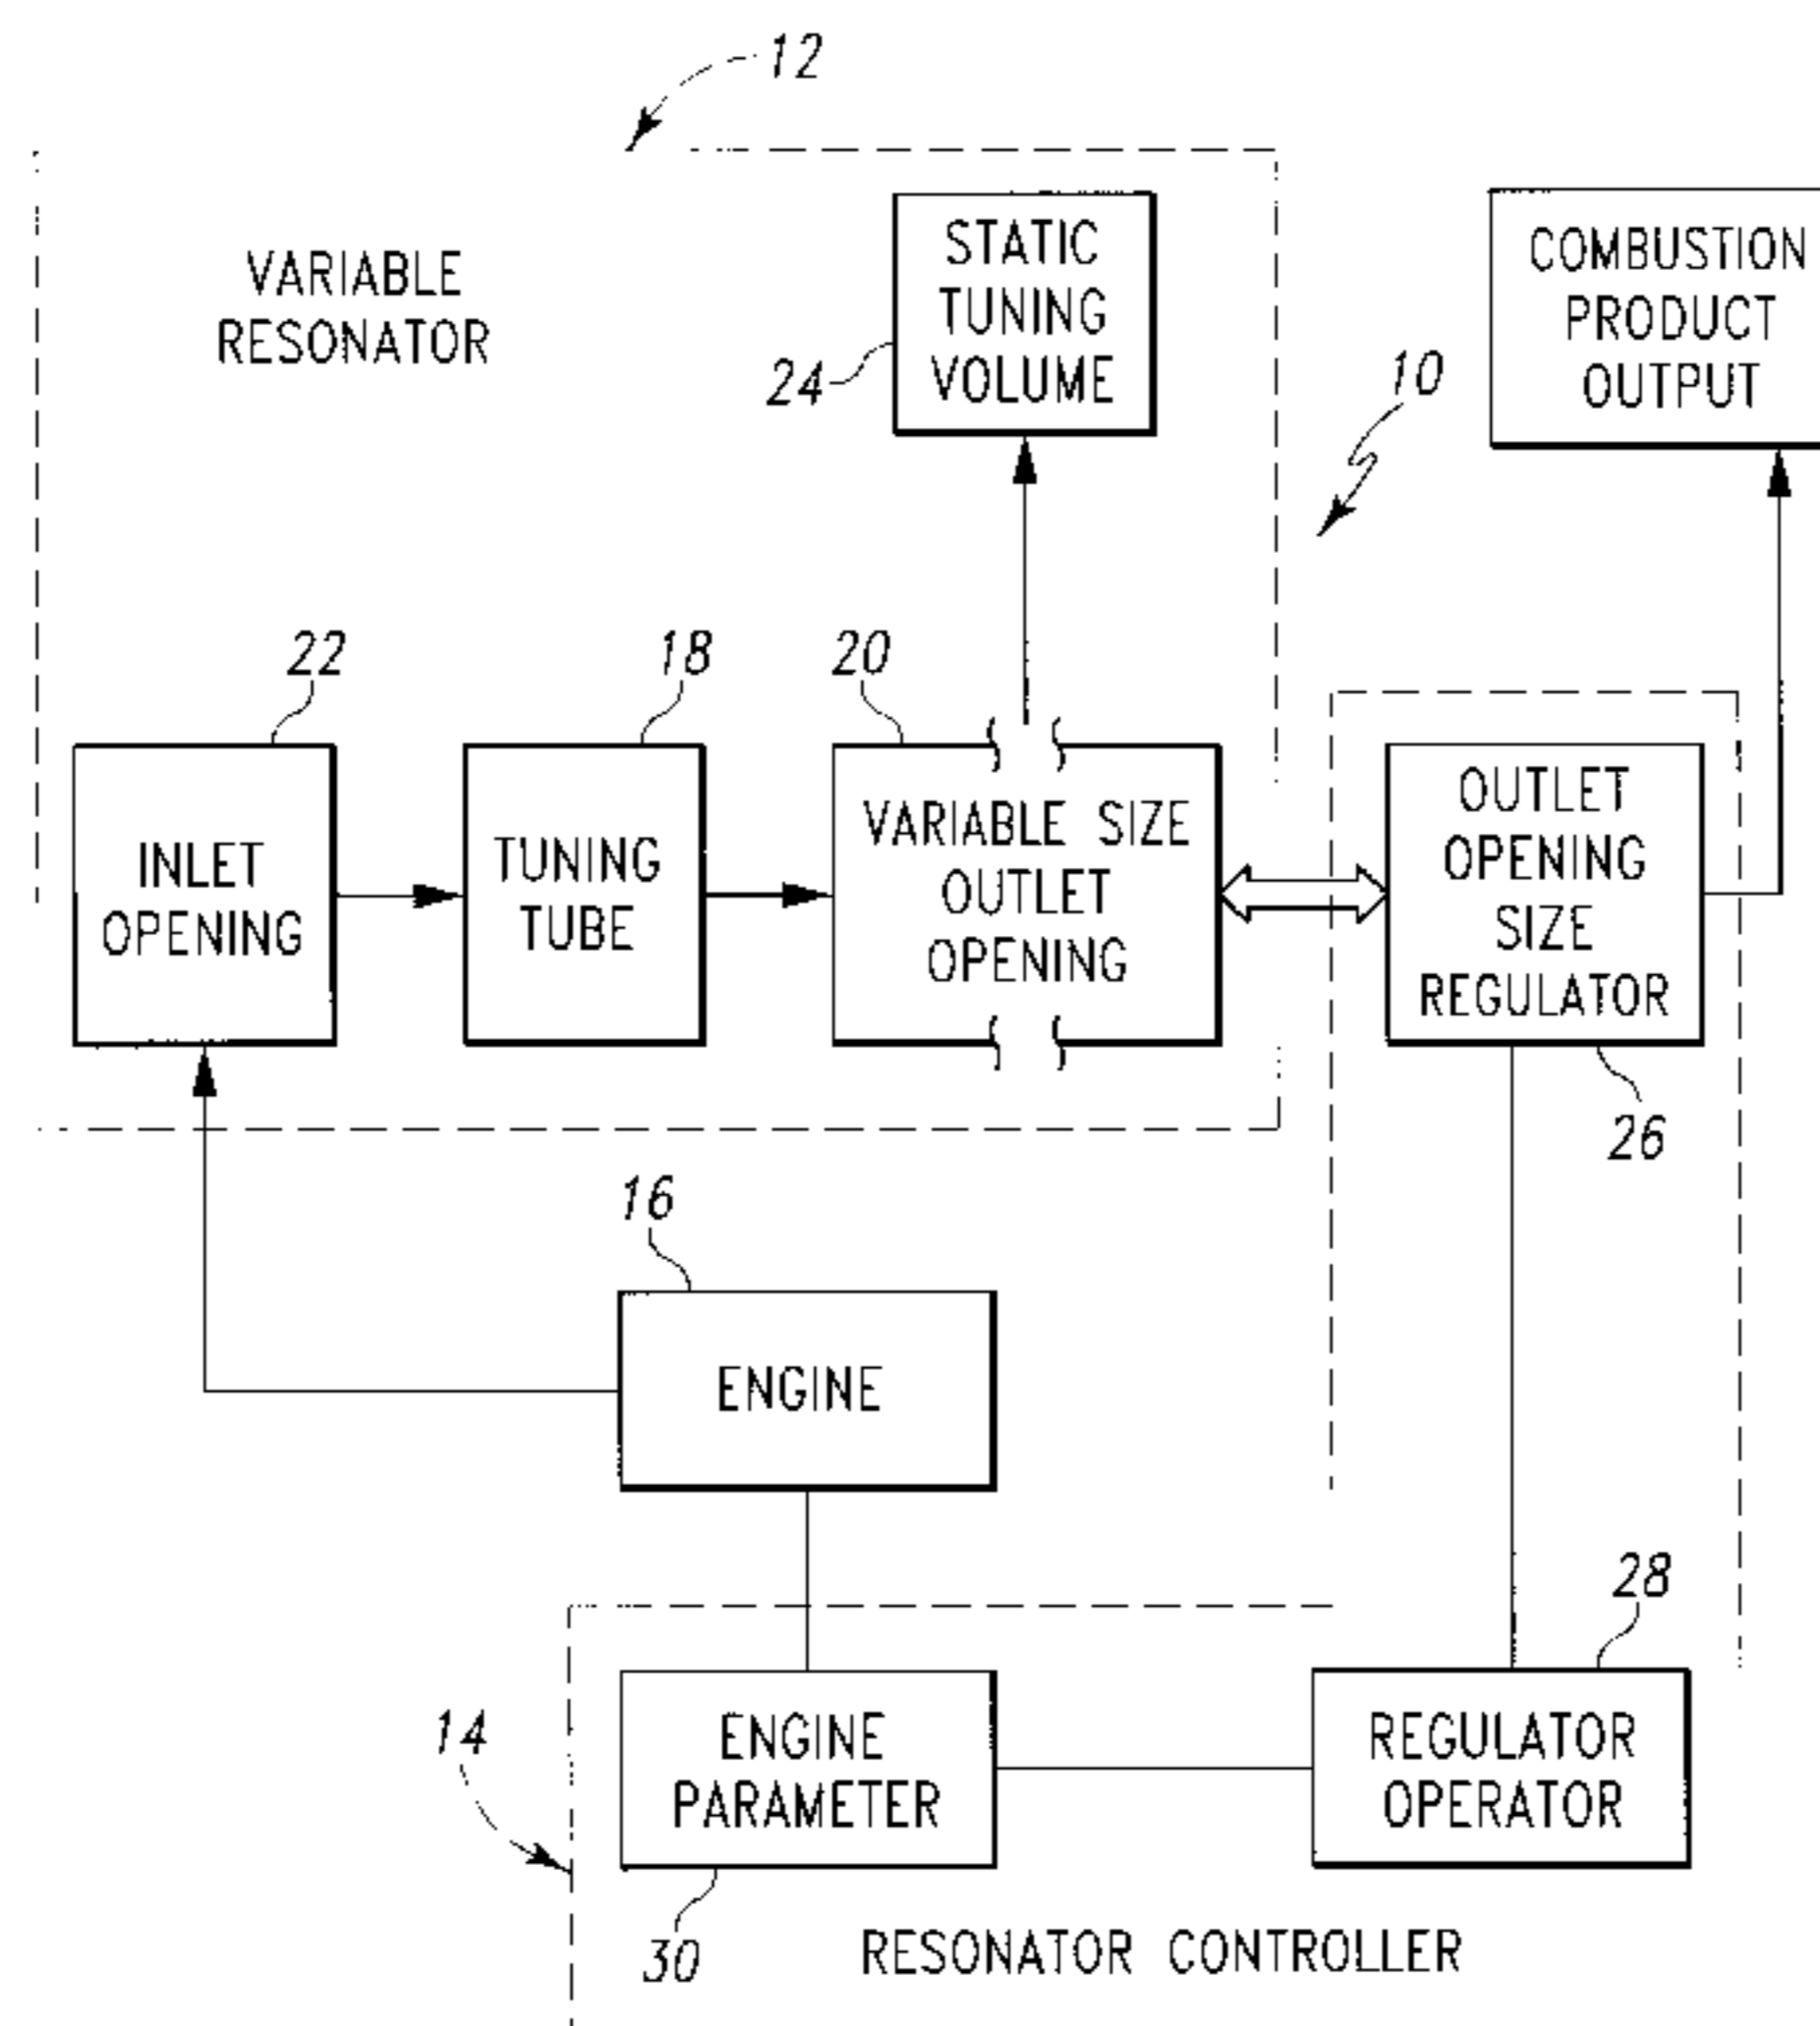 12
VARIABLE
RESONATOR
STATIC
TUNING
VOLUME
24
10
COMBUSTION
PRODUCT
OUTPUT
22
18
20
INLET
OPENING
TUNING
TUBE
VARIABLE SIZE
OUTLET
OPENING
OUTLET
OPENING
SIZE
REGULATOR
26
16
ENGINE
28
14
ENGINE
PARAMETER
REGULATOR
OPERATOR
30
RESONATOR CONTROLLER